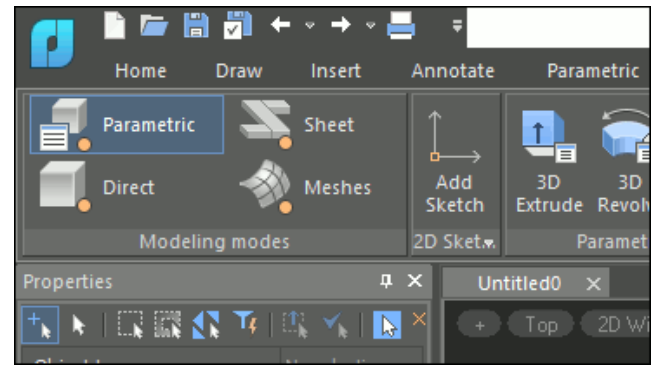 Home Draw Insert Annotate Parametric
Parametric Sheet
Direct Meshes
Add Sketch
3D Extrude
3D
Modeling modes 2D Sket..
Properties
Untitled0
+ Top
2D